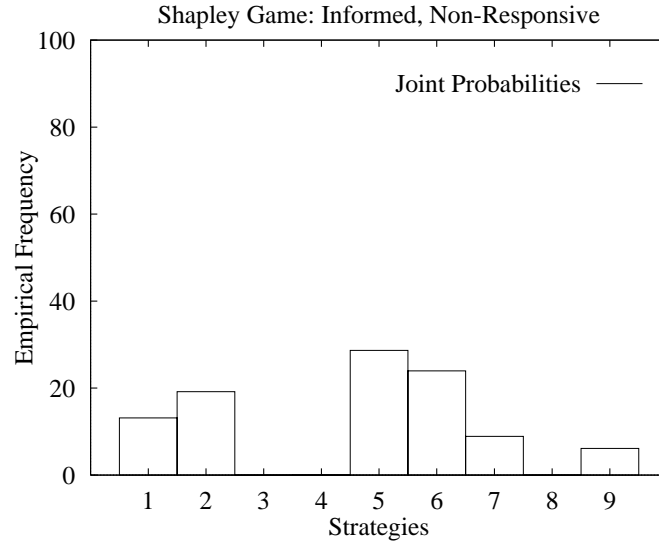 Shapley Game: Informed, Non-Responsive
100
Joint Probabilities
80
60
40
20
0
Empirical Frequency
1 2 3 4 5 6 7 8 9
Strategies